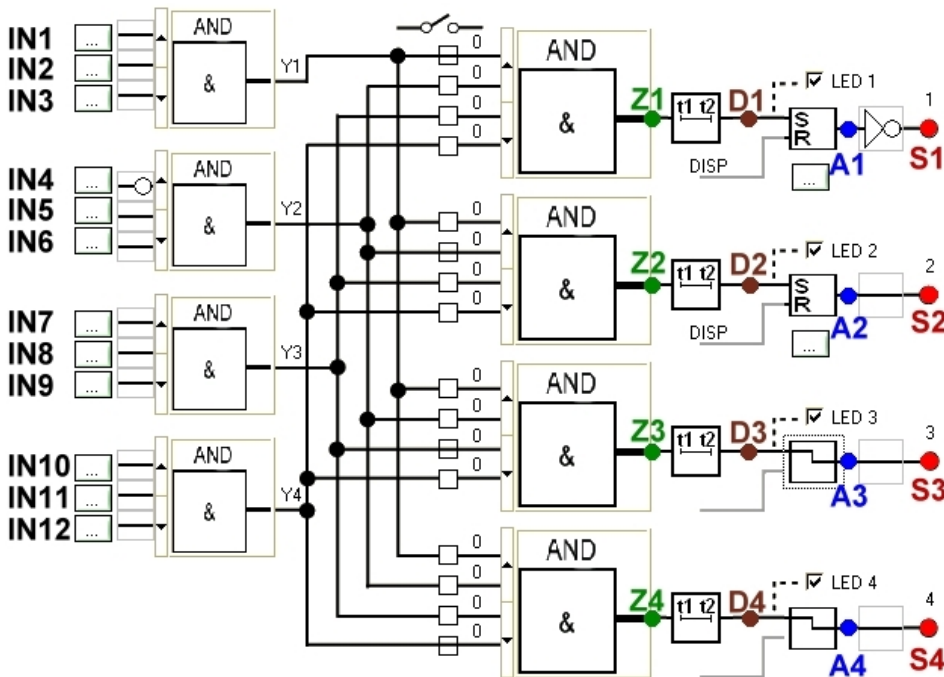 IN1 ... AND
IN2 ...
IN3 ... &
Y1
IN4 ... AND
IN5 ...
IN6 ... &
Y2
IN7 ... AND
IN8 ...
IN9 ... &
Y3
IN10 ... AND
IN11 ...
IN12 ... &
Y4
0 AND
0
0
0
&
Z1 t1 t2 D1 LED 1
S
R
DISP
...
A1
1
S1
0 AND
0
0
0
&
Z2 t1 t2 D2 LED 2
S
R
DISP
...
A2
2
S2
0 AND
0
0
0
&
Z3 t1 t2 D3 LED 3
A3
3
S3
0 AND
0
0
0
&
Z4 t1 t2 D4 LED 4
A4
4
S4